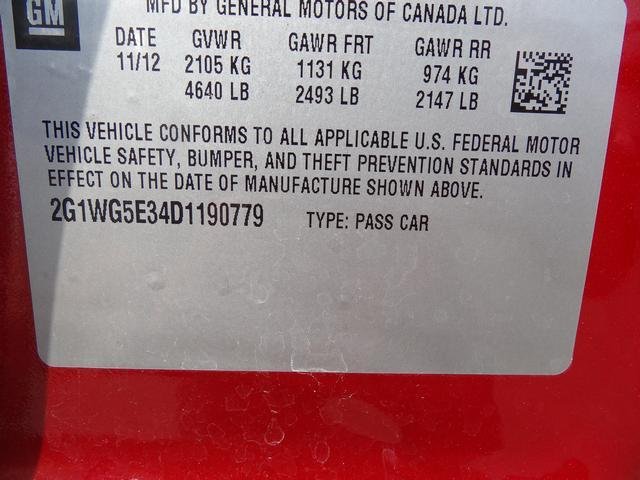 GM
MFD BY GENERAL MOTORS OF CANADA LTD.
DATE GVWR GAWR FRT GAWR RR
11/12 2105 KG 1131 KG 974 KG
4640 LB 2493 LB 2147 LB
THIS VEHICLE CONFORMS TO ALL APPLICABLE U.S. FEDERAL MOTOR
VEHICLE SAFETY, BUMPER, AND THEFT PREVENTION STANDARDS IN
EFFECT ON THE DATE OF MANUFACTURE SHOWN ABOVE.
2G1WG5E34D1190779 TYPE: PASS CAR